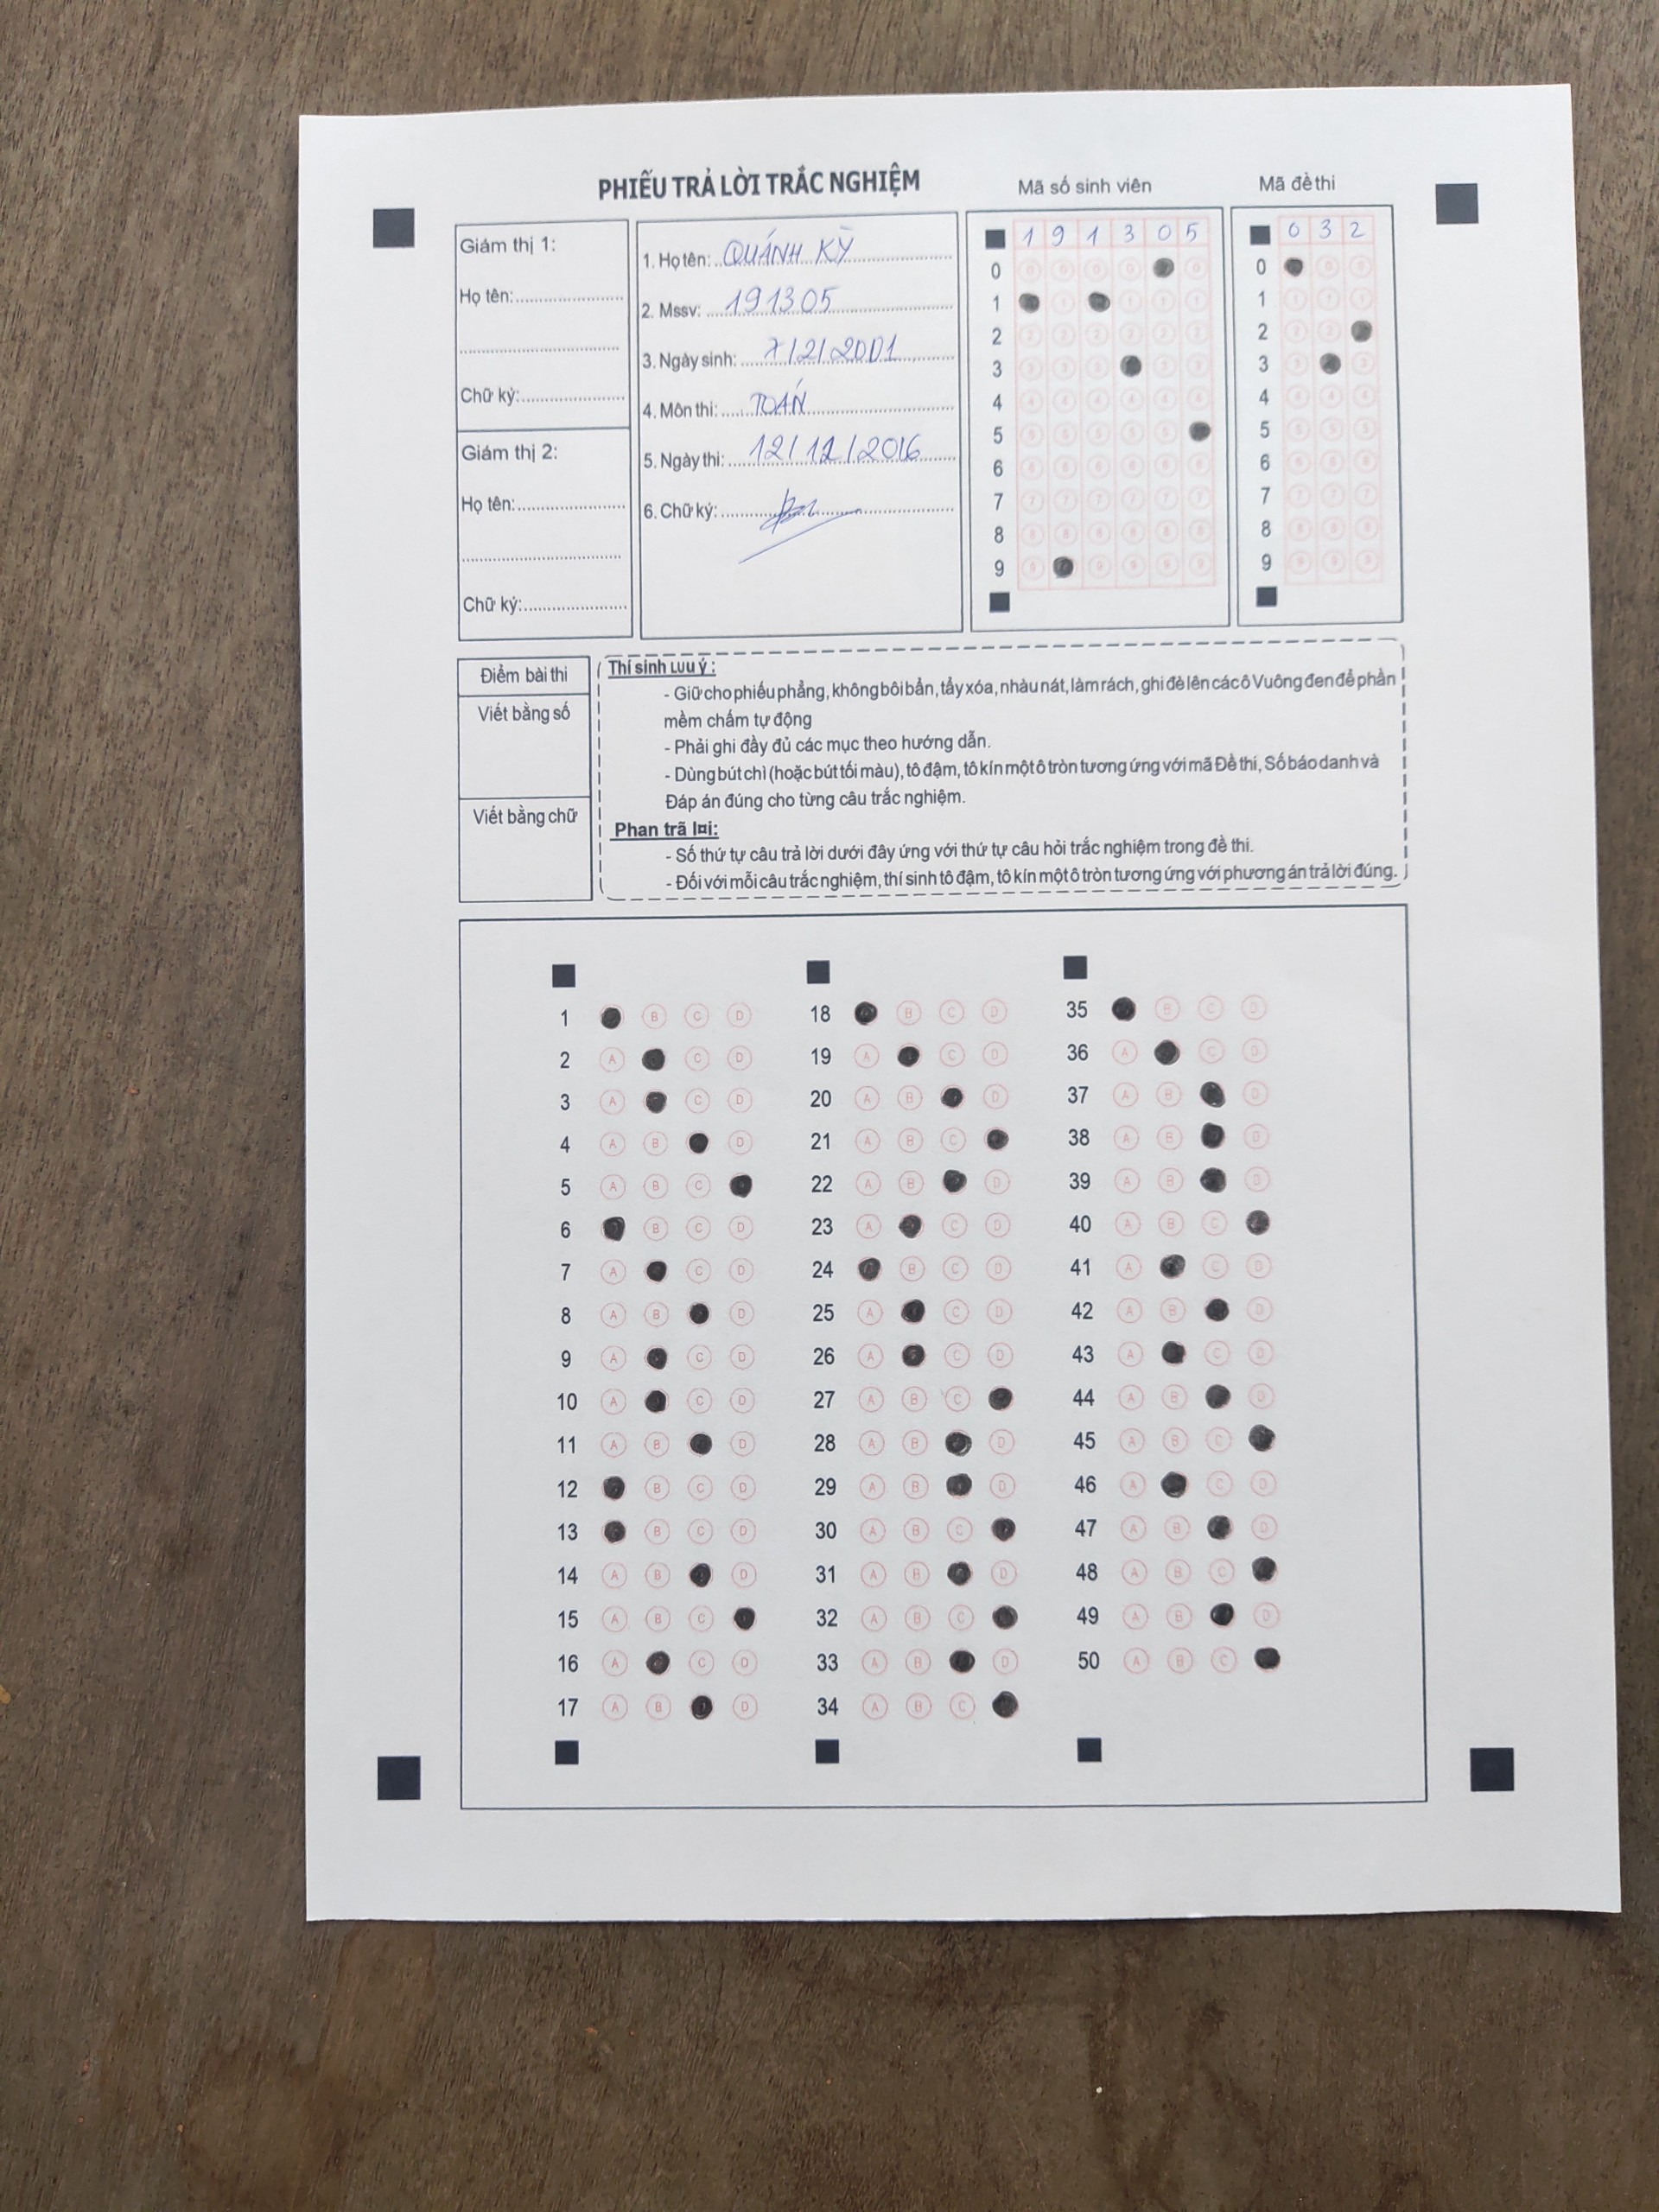 PHIẾU TRẢ LỜI TRẮC NGHIỆM
Mã số sinh viên
Mã đề thi
Giám thị 1:
Họ tên:
Chữ ký:
Giám thị 2:
Họ tên:
Chữ ký:
1. Họ tên: QUÁNH KỲ
2. Mssv: 191305
3. Ngày sinh: 7/2/2001
4. Môn thi: TOÁN
5. Ngày thi: 12/12/2016
6. Chữ ký:
1 9 1 3 0 5
0
1
2
3
4
5
6
7
8
9
0 3 2
0
1
2
3
4
5
6
7
8
9
Điểm bài thi
Viết bằng số
Viết bằng chữ
Thí sinh Lưu ý :
- Giữ cho phiếu phẳng, không bôi bẩn, tẩy xóa, nhàu nát, làm rách, ghi đè lên các ô Vuông đen để phần
mềm chấm tự động
- Phải ghi đầy đủ các mục theo hướng dẫn.
- Dùng bút chì (hoặc bút tối màu), tô đậm, tô kín một ô tròn tương ứng với mã Đề thi, Số báo danh và
Đáp án đúng cho từng câu trắc nghiệm.
Phan trã l¤i:
- Số thứ tự câu trả lời dưới đây ứng với thứ tự câu hỏi trắc nghiệm trong đề thi.
- Đối với mỗi câu trắc nghiệm, thí sinh tô đậm, tô kín một ô tròn tương ứng với phương án trả lời đúng.
1 B C D
2 A C D
3 A C D
4 A B D
5 A B C
6 B C D
7 A C D
8 A B D
9 A C D
10 A C D
11 A B D
12 B C D
13 B C D
14 A B D
15 A B C
16 A C D
17 A B D
18 B C D
19 A C D
20 A B D
21 A B C
22 A B D
23 A C D
24 B C D
25 A C D
26 A C D
27 A B C
28 A B D
29 A B D
30 A B C
31 A B D
32 A B C
33 A B D
34 A B C
35 B C D
36 A C D
37 A B D
38 A B D
39 A B D
40 A B C
41 A C D
42 A B D
43 A C D
44 A B D
45 A B C
46 A C D
47 A B D
48 A B C
49 A B D
50 A B C